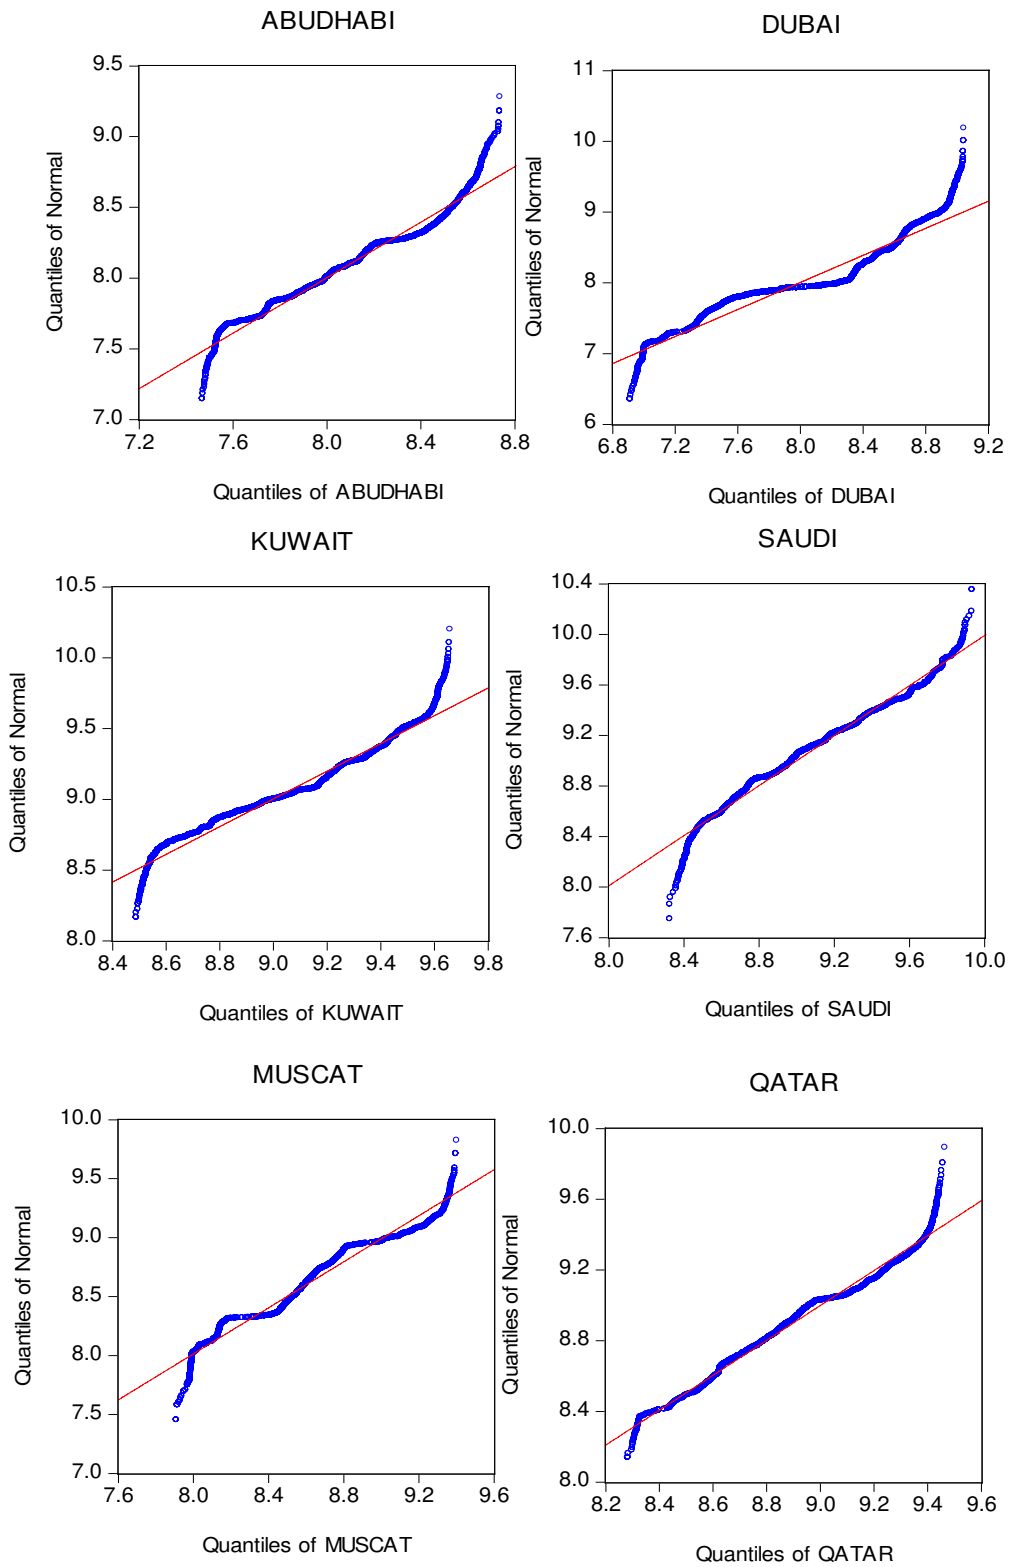 ABUDHABI
9.5
9.0
8.5
8.0
7.5
7.0
7.2 7.6 8.0 8.4 8.8
Quantiles of Normal
Quantiles of ABUDHABI
DUBAI
11
10
9
8
7
6
6.8 7.2 7.6 8.0 8.4 8.8 9.2
Quantiles of Normal
Quantiles of DUBAI
KUWAIT
10.5
10.0
9.5
9.0
8.5
8.0
8.4 8.6 8.8 9.0 9.2 9.4 9.6 9.8
Quantiles of Normal
Quantiles of KUWAIT
SAUDI
10.4
10.0
9.6
9.2
8.8
8.4
8.0
7.6
8.0 8.4 8.8 9.2 9.6 10.0
Quantiles of Normal
Quantiles of SAUDI
MUSCAT
10.0
9.5
9.0
8.5
8.0
7.5
7.0
7.6 8.0 8.4 8.8 9.2 9.6
Quantiles of Normal
Quantiles of MUSCAT
QATAR
10.0
9.6
9.2
8.8
8.4
8.0
8.2 8.4 8.6 8.8 9.0 9.2 9.4 9.6
Quantiles of Normal
Quantiles of QATAR